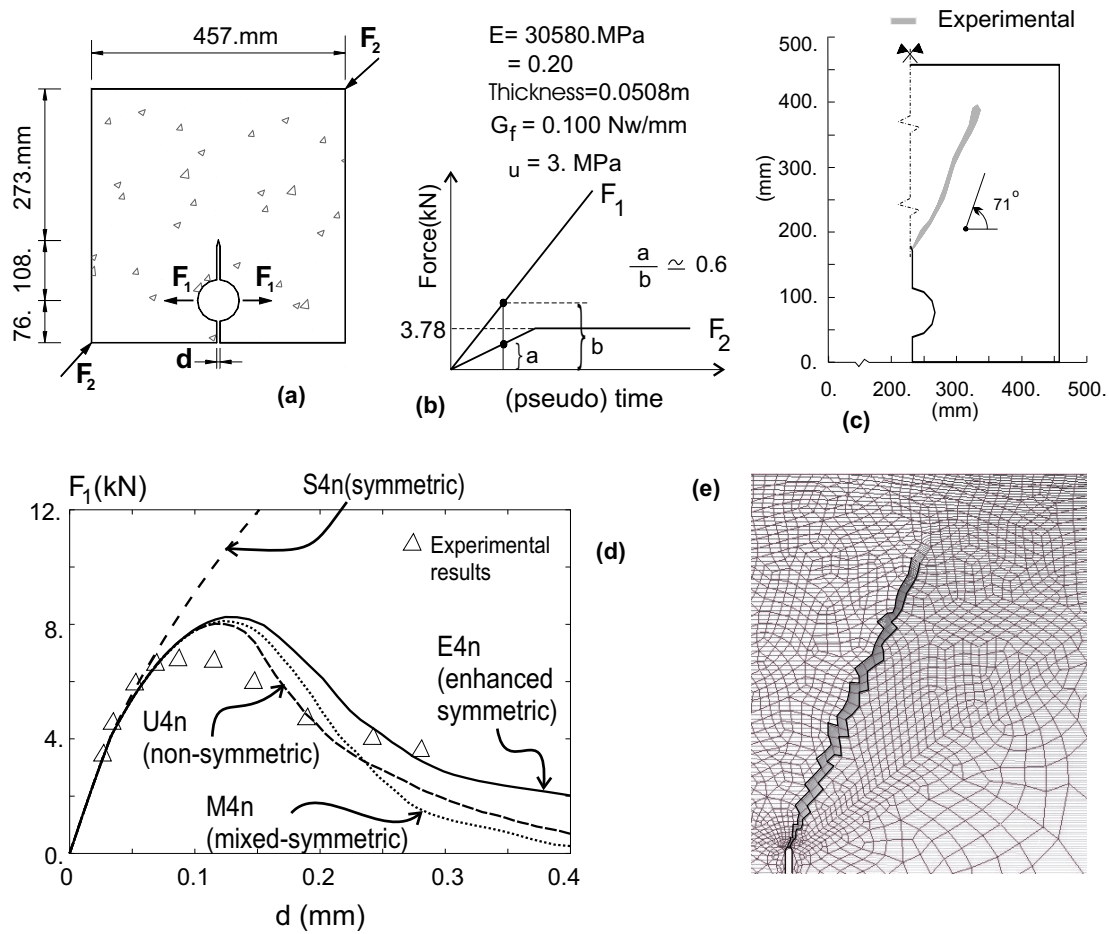 457.mm
F2
273.mm
108.
76.
F1
F1
F2
d
(a)
E= 30580.MPa
= 0.20
Thickness=0.0508m
Gf = 0.100 Nw/mm
u = 3. MPa
Force(kN)
F1
a
b
≃ 0.6
3.78
F2
a
b
(b)
(pseudo) time
Experimental
500.
400.
300.
200.
100.
0.
(mm)
71°
0.
200.
300.
400.
500.
(c)
(mm)
F1(kN)
12.
8.
4.
0.
S4n(symmetric)
Experimental
results
(d)
E4n
(enhanced
symmetric)
U4n
(non-symmetric)
M4n
(mixed-symmetric)
0
0.1
0.2
0.3
0.4
d (mm)
(e)